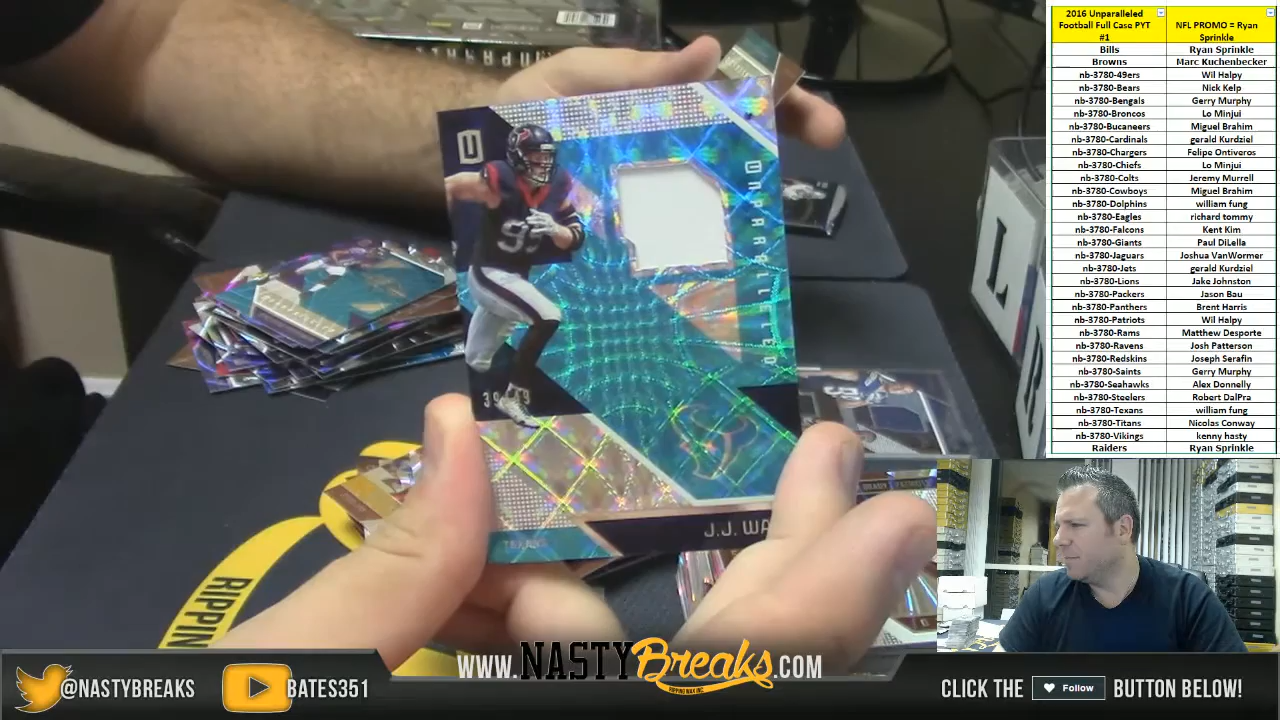 2016 Unparalleled
Football Full Case PYT
#1
NFL PROMO = Ryan
Sprinkle
Bills Ryan Sprinkle
Browns Marc Kuchenbecker
nb-3780-49ers Wil Halpy
nb-3780-Bears Nick Kelp
nb-3780-Bengals Gerry Murphy
nb-3780-Broncos Lo Minjui
nb-3780-Bucaneers Miguel Brahim
nb-3780-Cardinals gerald Kurdziel
nb-3780-Chargers Felipe Ontiveros
nb-3780-Chiefs Lo Minjui
nb-3780-Colts Jeremy Murrell
nb-3780-Cowboys Miguel Brahim
nb-3780-Dolphins william fung
nb-3780-Eagles richard tommy
nb-3780-Falcons Kent Kim
nb-3780-Giants Paul DiLella
nb-3780-Jaguars Joshua VanWormer
nb-3780-Jets gerald Kurdziel
nb-3780-Lions Jake Johnston
nb-3780-Packers Jason Bau
nb-3780-Panthers Brent Harris
nb-3780-Patriots Wil Halpy
nb-3780-Rams Matthew Desporte
nb-3780-Ravens Josh Patterson
nb-3780-Redskins Joseph Serafin
nb-3780-Saints Gerry Murphy
nb-3780-Seahawks Alex Donnelly
nb-3780-Steelers Robert DalPra
nb-3780-Texans william fung
nb-3780-Titans Nicolas Conway
nb-3780-Vikings kenny hasty
Raiders Ryan Sprinkle
UNPARALLELED
99
J.J. WA
TEXANS
RIPPIN
L
WWW.NASTYBreaks.COM
RIPPING WAX INC.
@NASTYBREAKS
BATES351
CLICK THE Follow BUTTON BELOW!